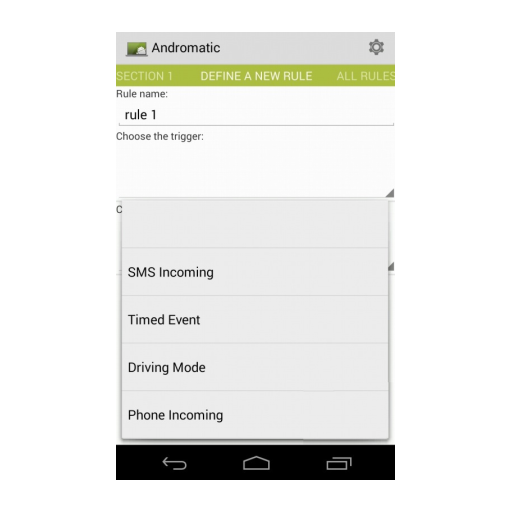 Andromatic
SECTION 1 DEFINE A NEW RULE ALL RULES
Rule name:
rule 1
Choose the trigger:
C
SMS Incoming
Timed Event
Driving Mode
Phone Incoming